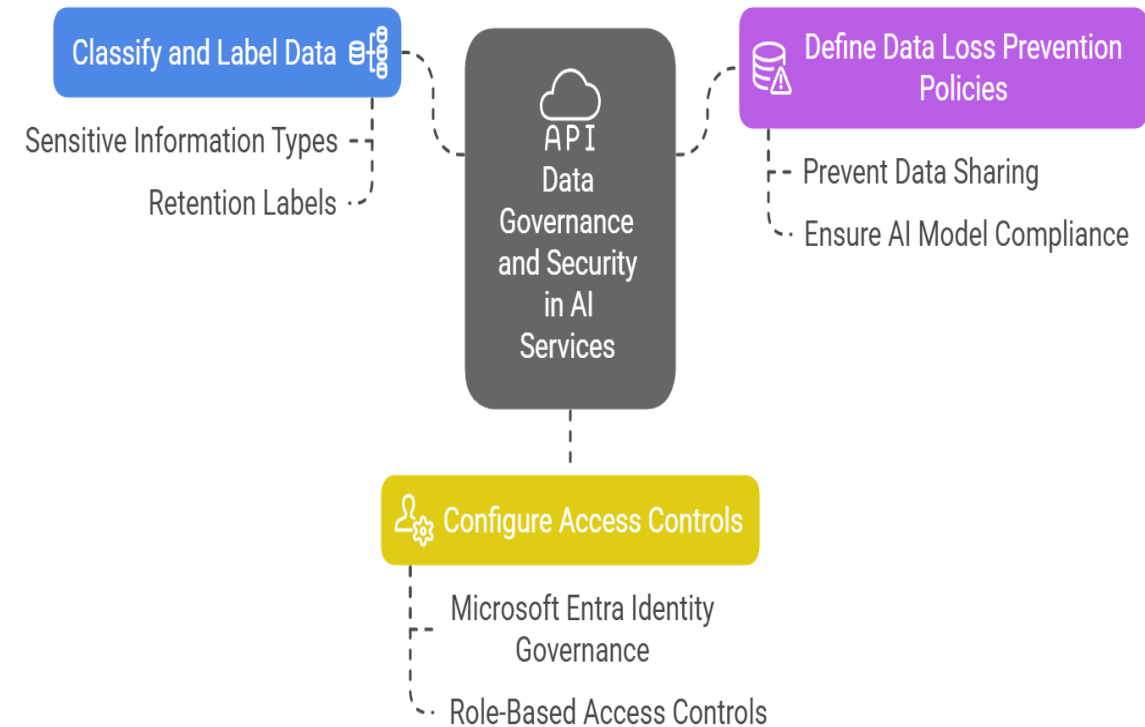 Classify and Label Data
Sensitive Information Types
Retention Labels
API
Data
Governance
and Security
in AI
Services
Define Data Loss Prevention
Policies
Prevent Data Sharing
Ensure AI Model Compliance
Configure Access Controls
Microsoft Entra Identity
Governance
Role-Based Access Controls